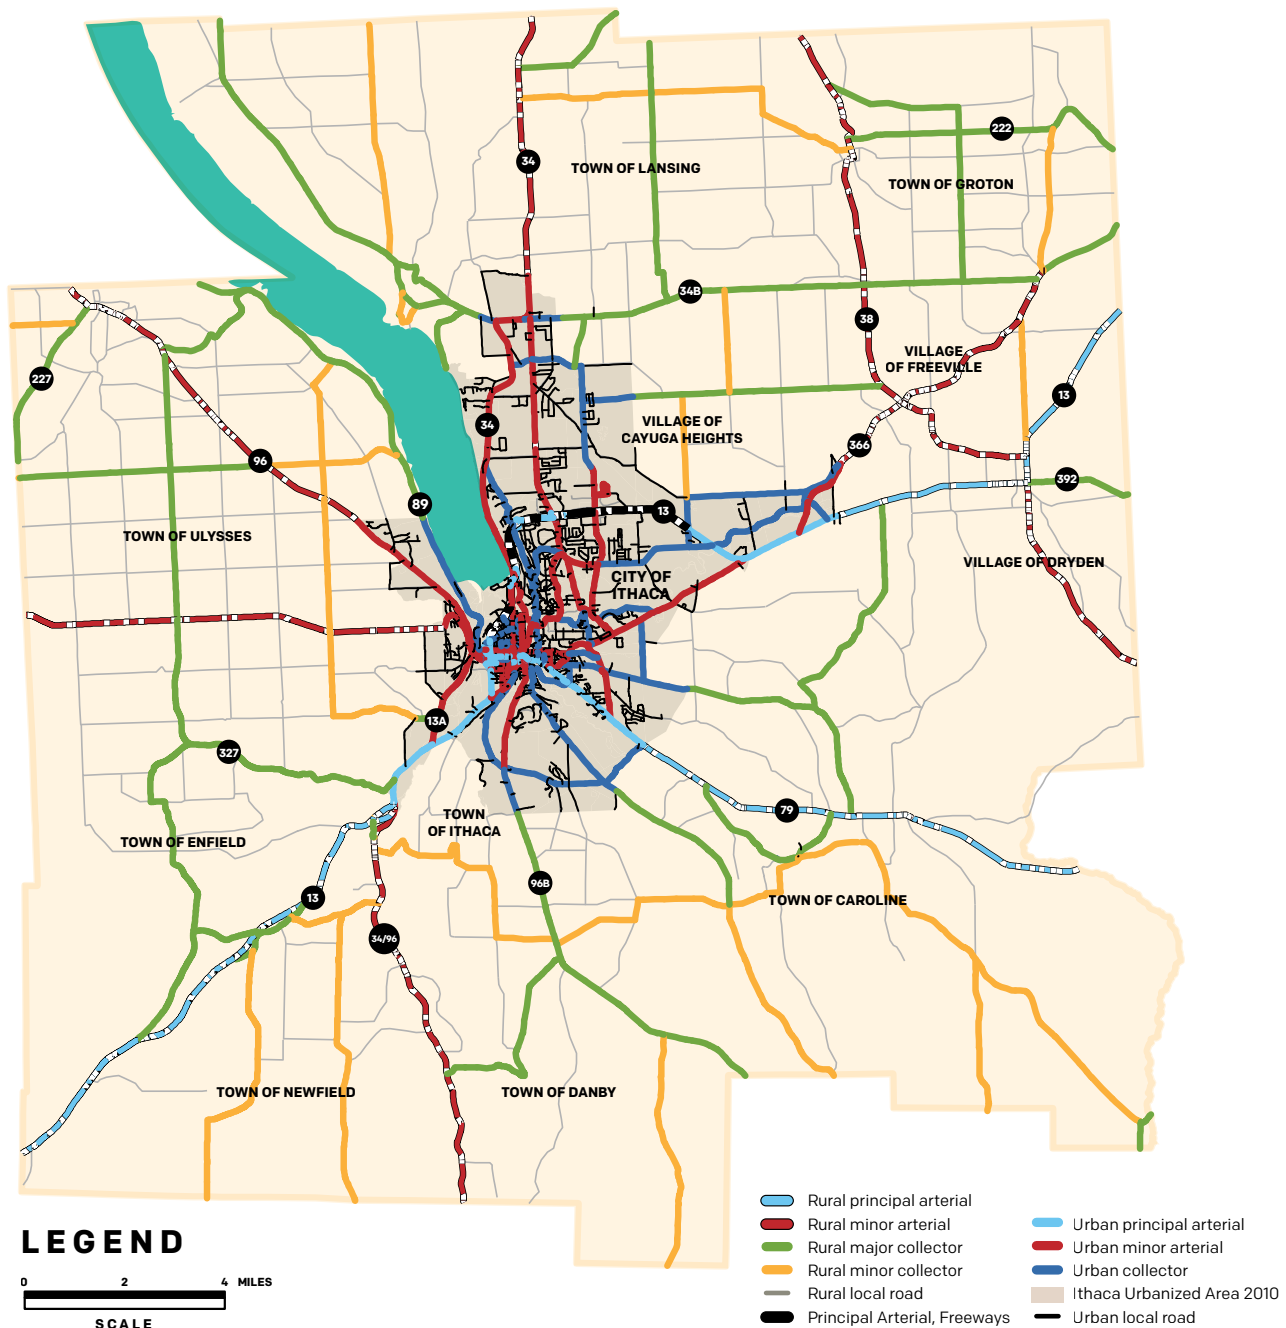 34
TOWN OF LANSING
222
TOWN OF GROTON
34B
38
227
VILLAGE
OF FREEVILLE
13
34
VILLAGE OF
CAYUGA HEIGHTS
366
96
392
89
13
TOWN OF ULYSSES
VILLAGE OF DRYDEN
CITY OF
ITHACA
13A
327
79
TOWN
OF ITHACA
TOWN OF ENFIELD
96B
13
TOWN OF CAROLINE
34/96
TOWN OF NEWFIELD
TOWN OF DANBY
LEGEND
0 2 4 MILES
SCALE
Rural principal arterial
Rural minor arterial
Rural major collector
Rural minor collector
Rural local road
Principal Arterial, Freeways
Urban principal arterial
Urban minor arterial
Urban collector
Ithaca Urbanized Area 2010
Urban local road